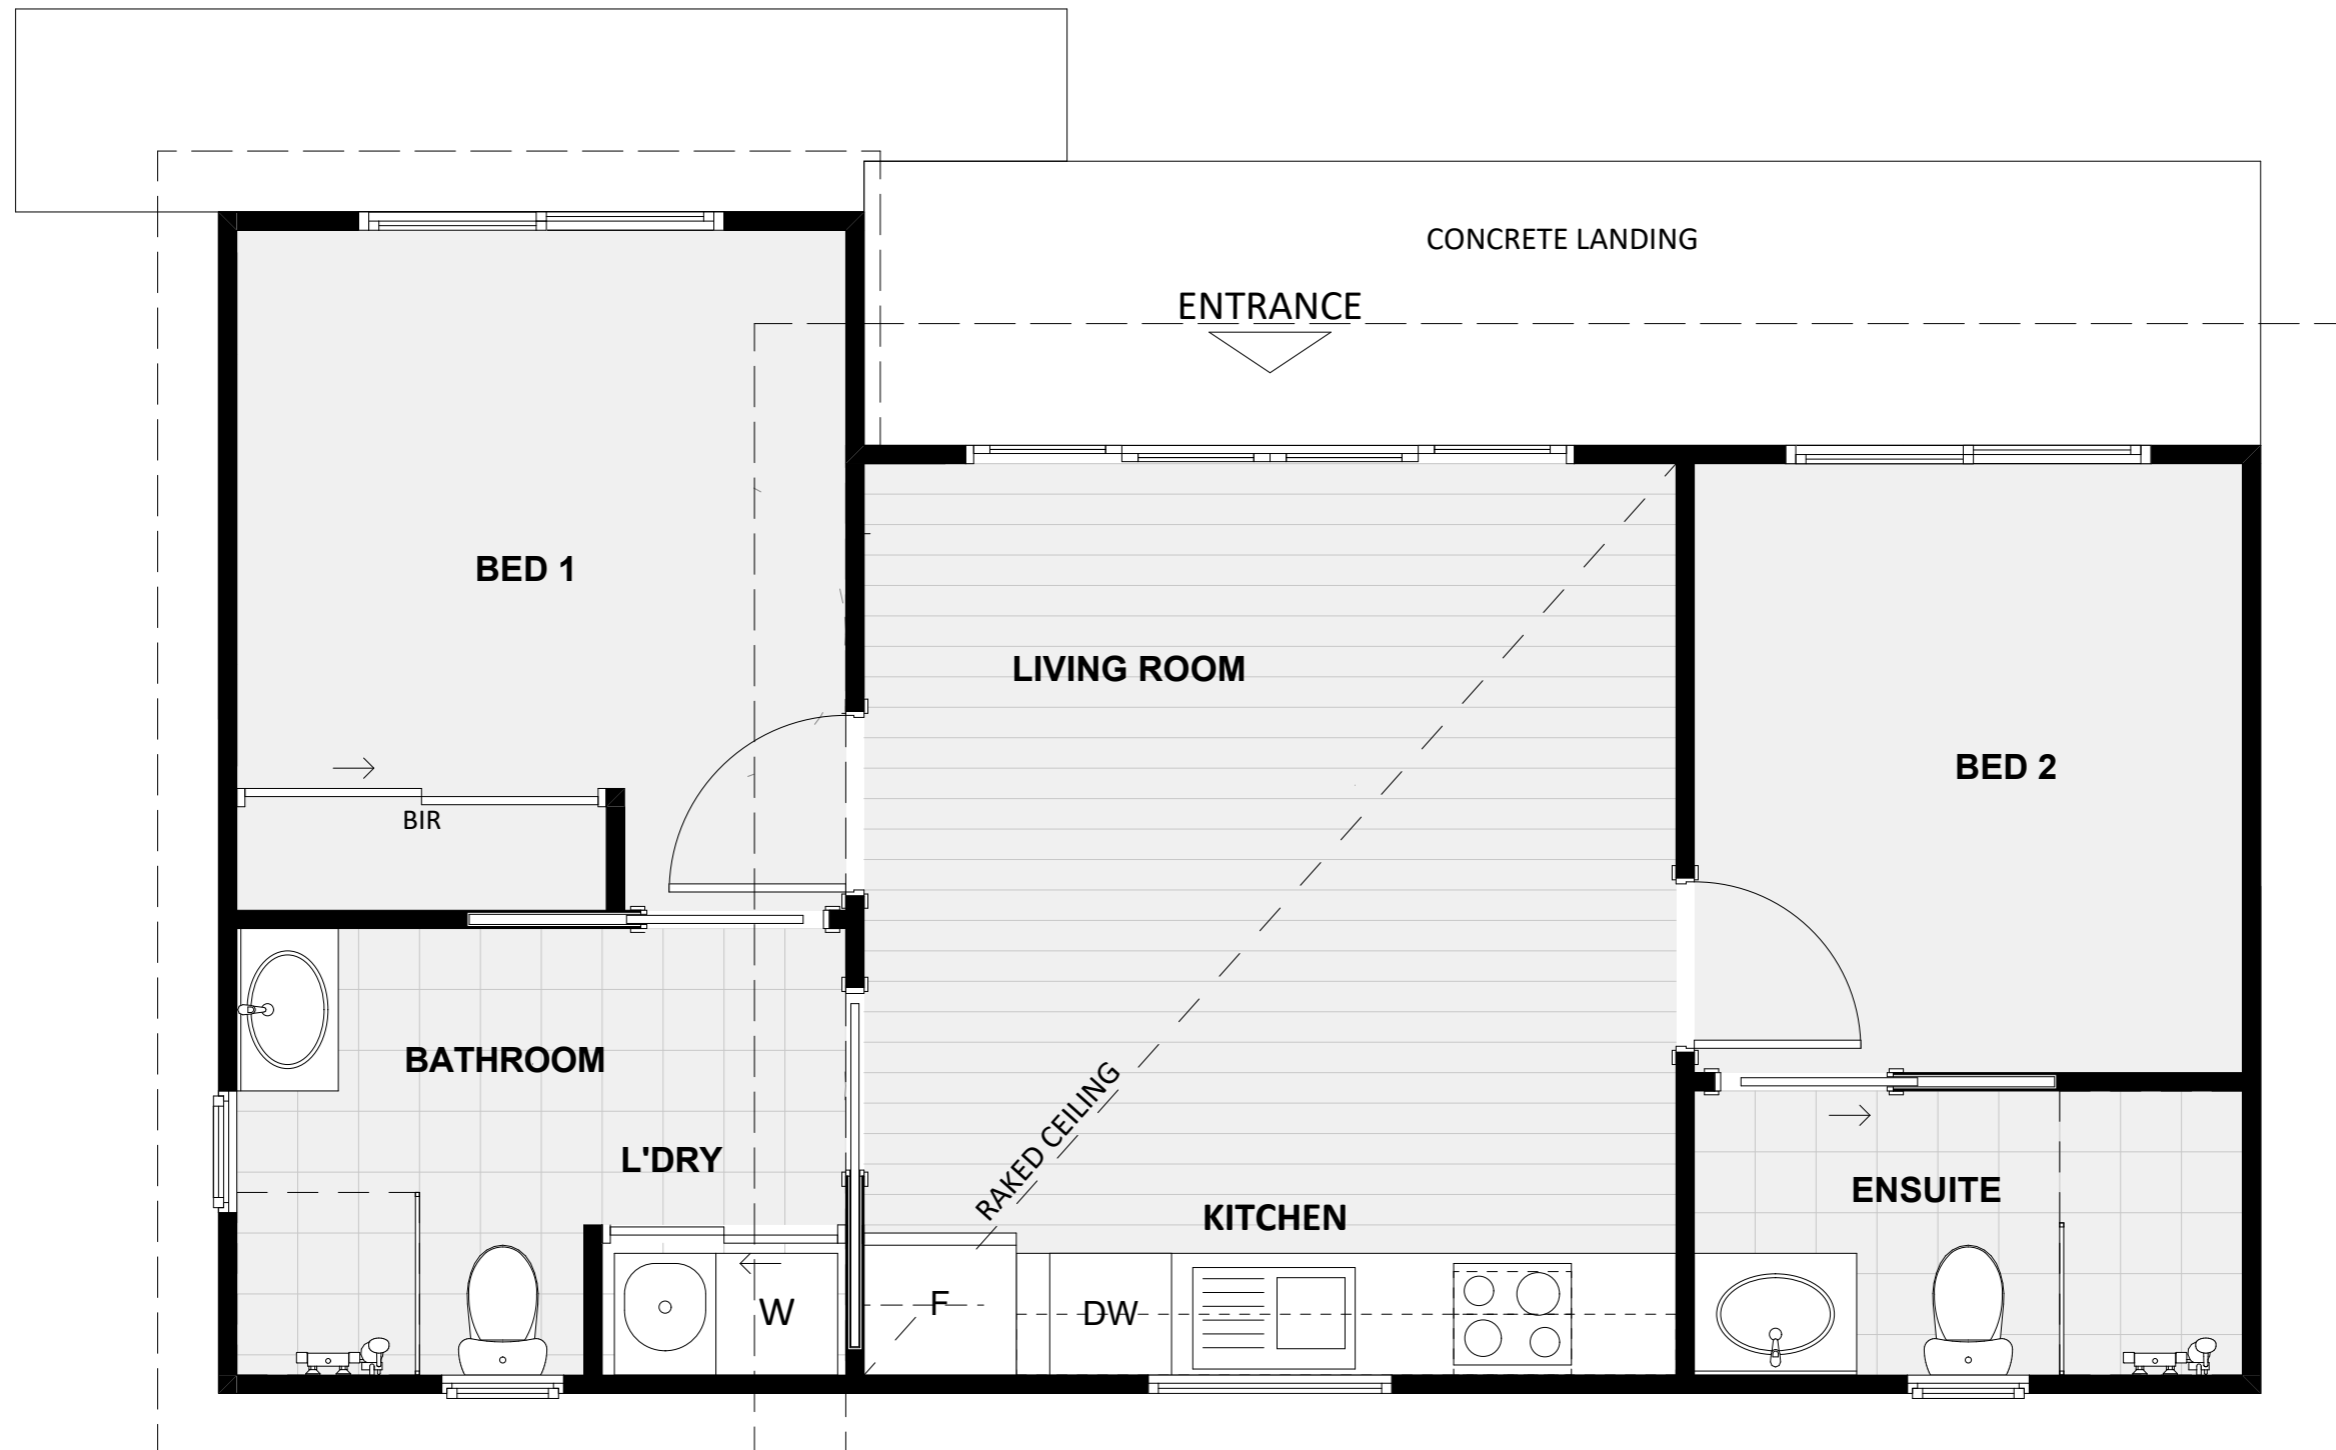 CONCRETE LANDING
ENTRANCE
BED 1
LIVING ROOM
BED 2
BIR
BATHROOM
L'DRY
RAKED CEILING
KITCHEN
ENSUITE
W
F
DW